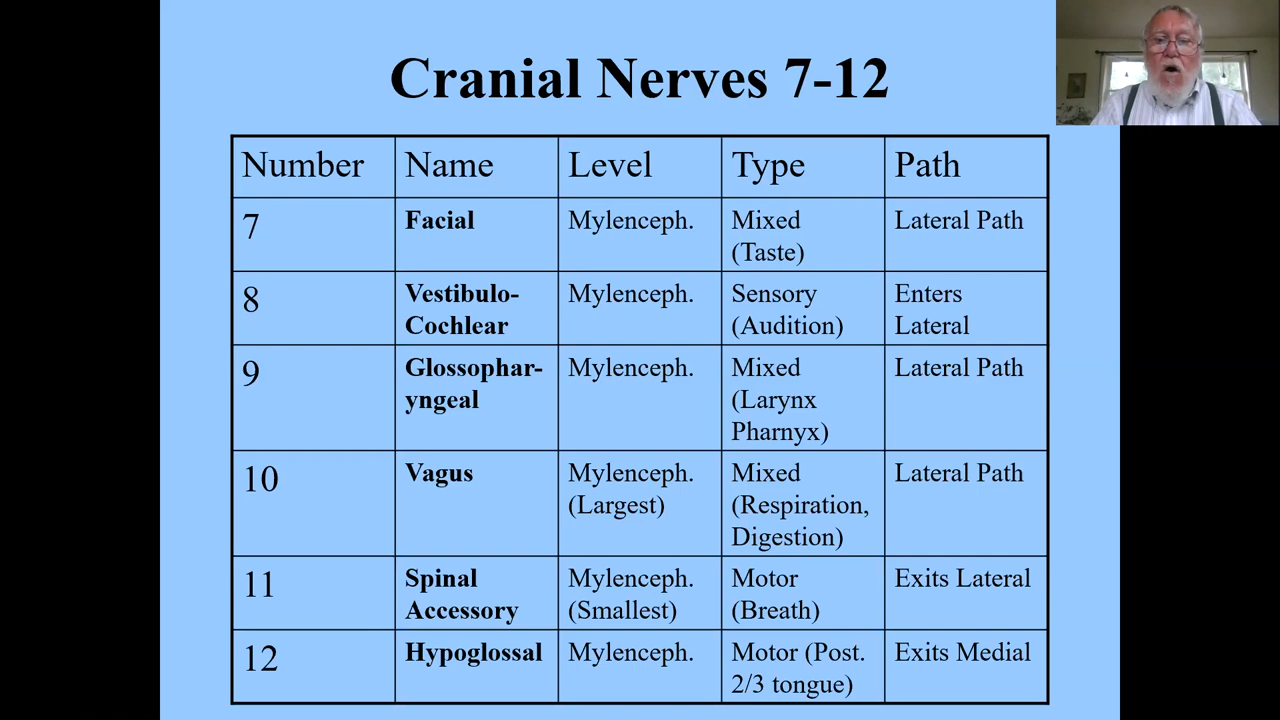 Cranial Nerves 7-12
Number Name Level Type Path
7 Facial Mylenceph. Mixed Lateral Path
(Taste)
8 Vestibulo- Mylenceph. Sensory Enters
Cochlear (Audition) Lateral
9 Glossophar- Mylenceph. Mixed Lateral Path
yngeal (Larynx
Pharnyx)
10 Vagus Mylenceph. Mixed Lateral Path
(Largest) (Respiration,
Digestion)
11 Spinal Mylenceph. Motor Exits Lateral
Accessory (Smallest) (Breath)
12 Hypoglossal Mylenceph. Motor (Post. Exits Medial
2/3 tongue)